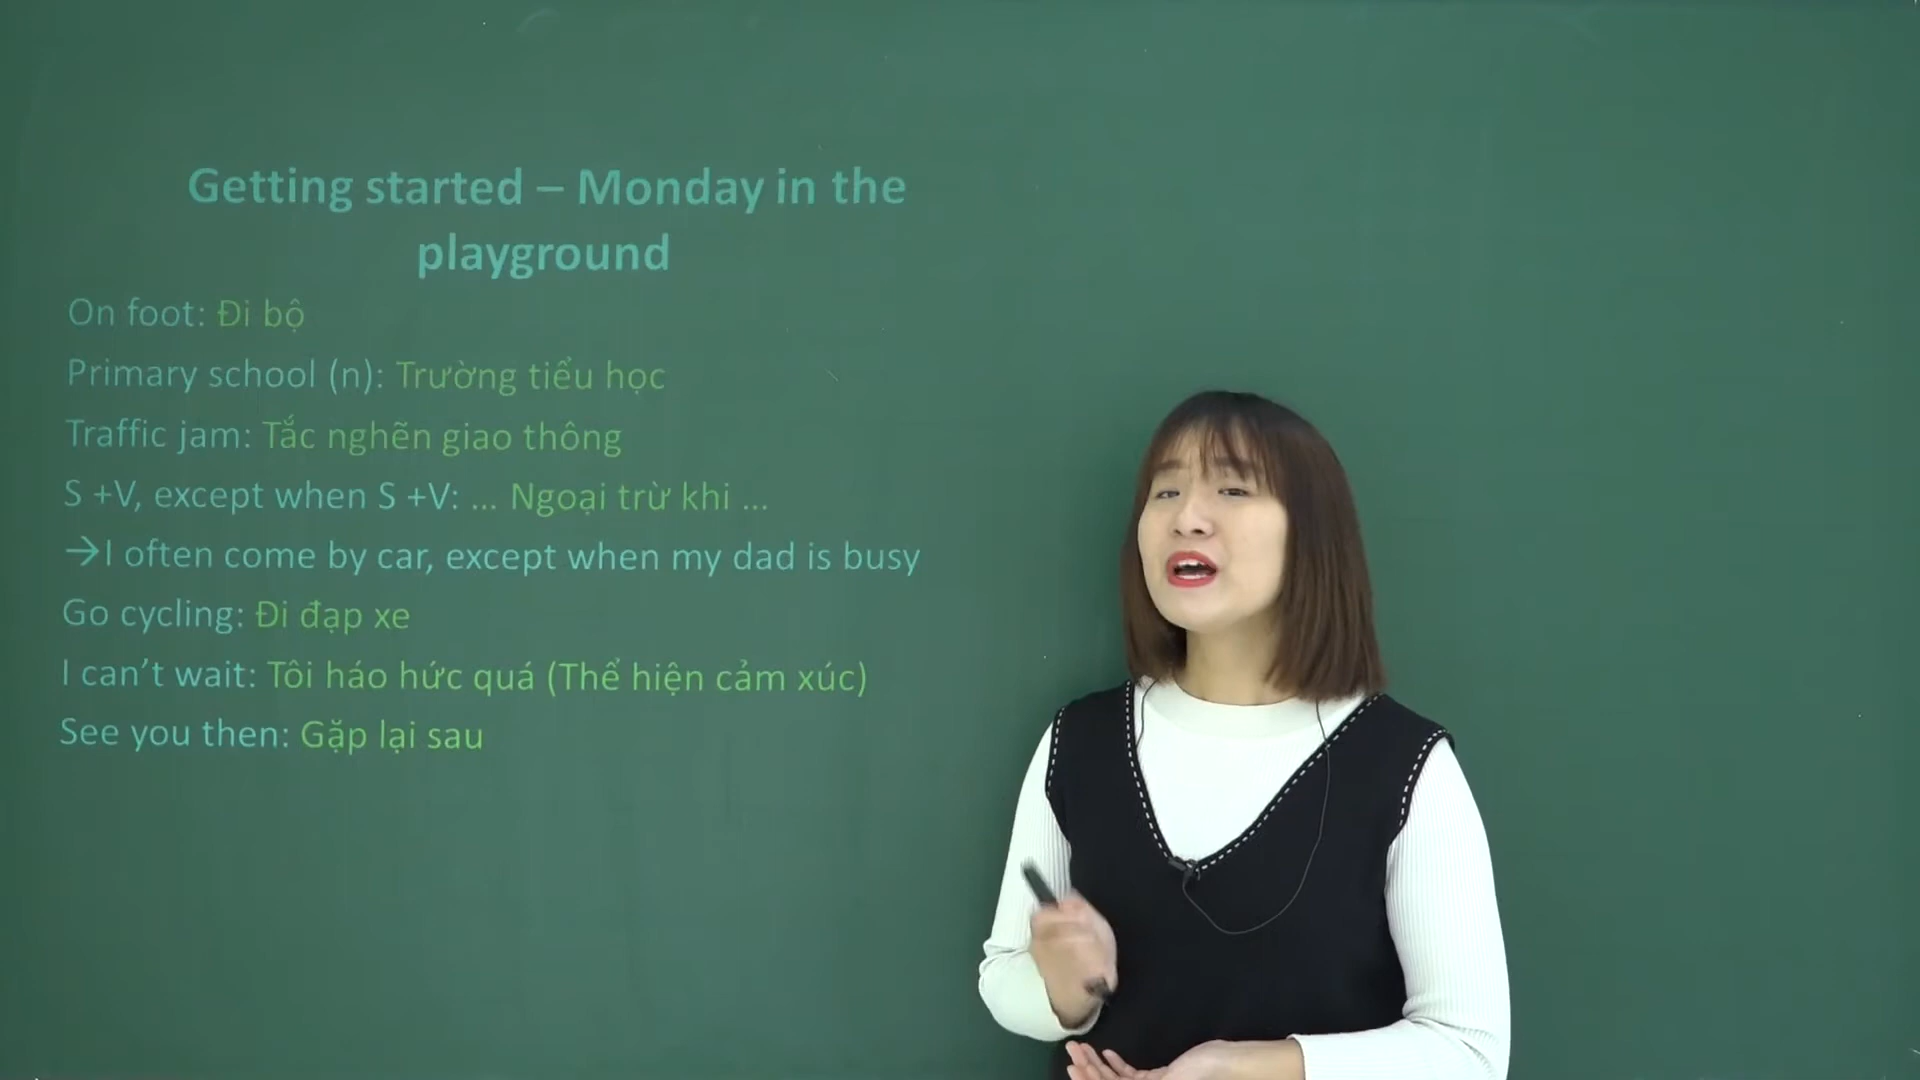 Getting started – Monday in the
playground
On foot: Đi bộ
Primary school (n): Trường tiểu học
Traffic jam: Tắc nghẽn giao thông
S +V, except when S +V: ... Ngoại trừ khi ...
→I often come by car, except when my dad is busy
Go cycling: Đi đạp xe
I can’t wait: Tôi háo hức quá (Thể hiện cảm xúc)
See you then: Gặp lại sau